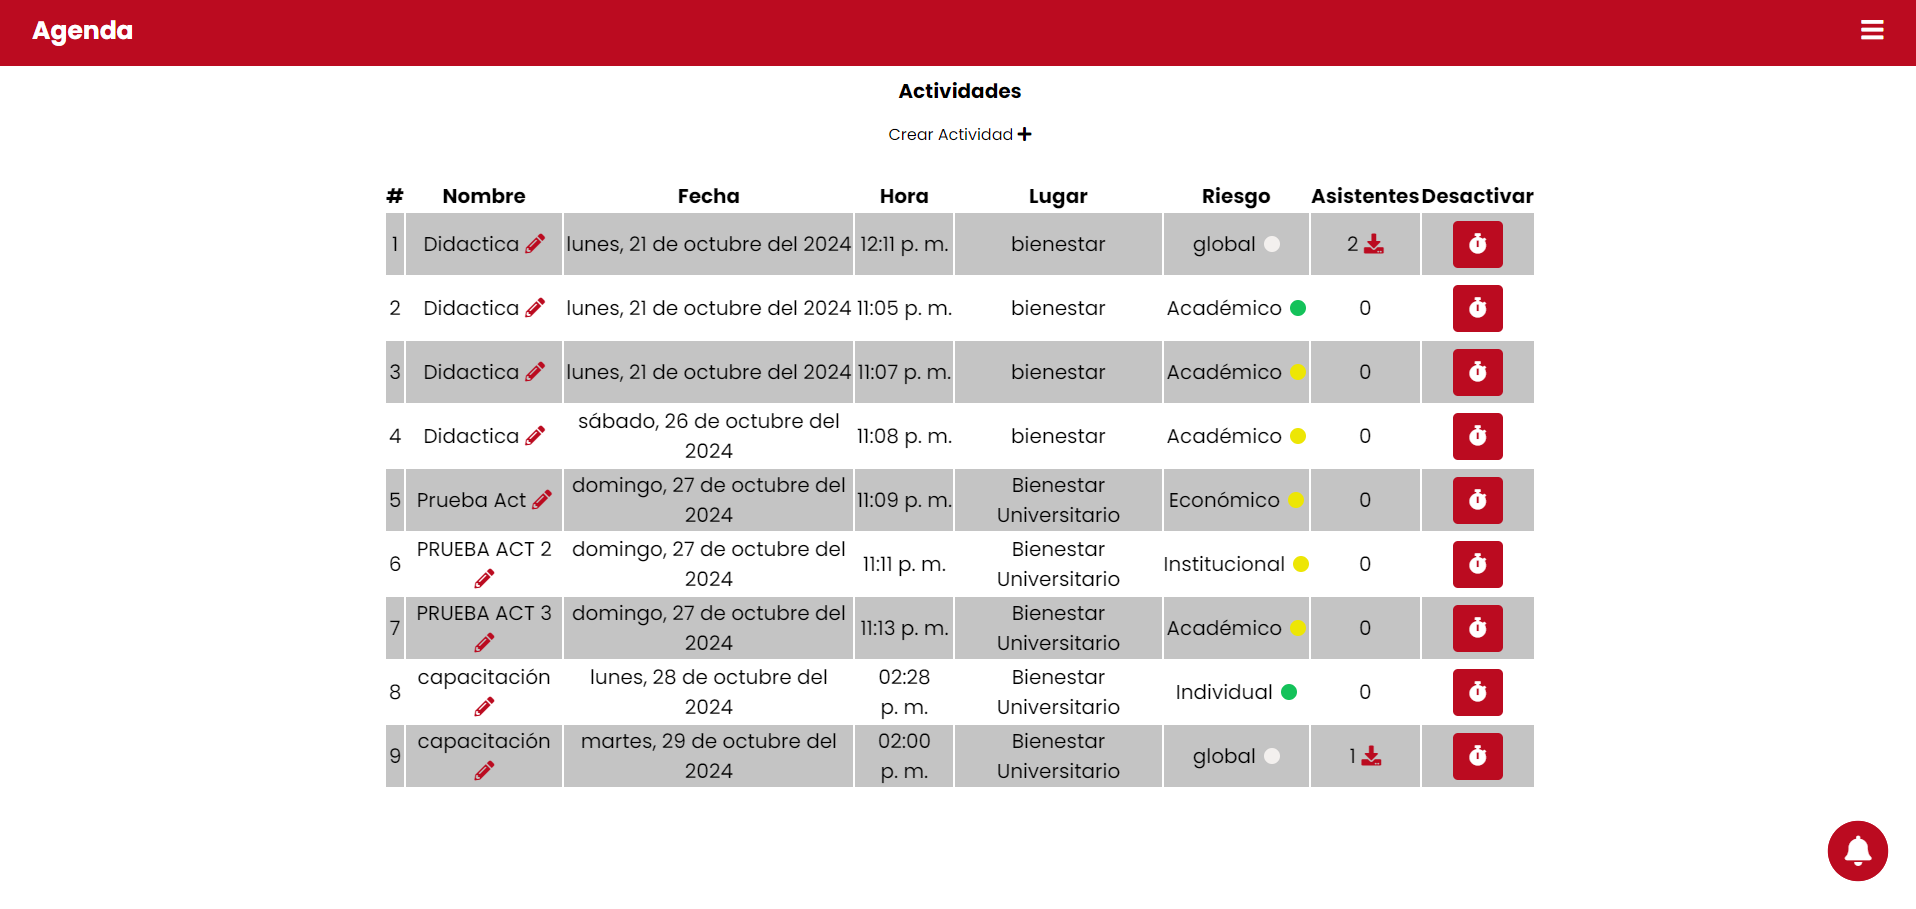 Agenda
Actividades
Crear Actividad
# Nombre Fecha Hora Lugar Riesgo Asistentes Desactivar
1 Didactica lunes, 21 de octubre del 2024 12:11 p. m. bienestar global 2
2 Didactica lunes, 21 de octubre del 2024 11:05 p. m. bienestar Académico 0
3 Didactica lunes, 21 de octubre del 2024 11:07 p. m. bienestar Académico 0
4 Didactica sábado, 26 de octubre del 2024 11:08 p. m. bienestar Académico 0
5 Prueba Act domingo, 27 de octubre del 2024 11:09 p. m. Bienestar Universitario Económico 0
6 PRUEBA ACT 2 domingo, 27 de octubre del 2024 11:11 p. m. Bienestar Universitario Institucional 0
7 PRUEBA ACT 3 domingo, 27 de octubre del 2024 11:13 p. m. Bienestar Universitario Académico 0
8 capacitación lunes, 28 de octubre del 2024 02:28 p. m. Bienestar Universitario Individual 0
9 capacitación martes, 29 de octubre del 2024 02:00 p. m. Bienestar Universitario global 1